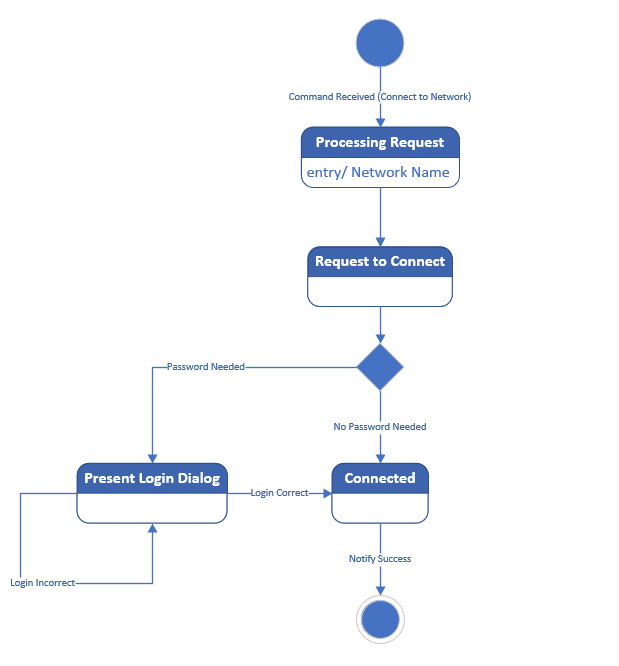 Command Received (Connect to Network)
Processing Request
entry/ Network Name
Request to Connect
Password Needed
No Password Needed
Present Login Dialog
Connected
Login Correct
Notify Success
Login Incorrect